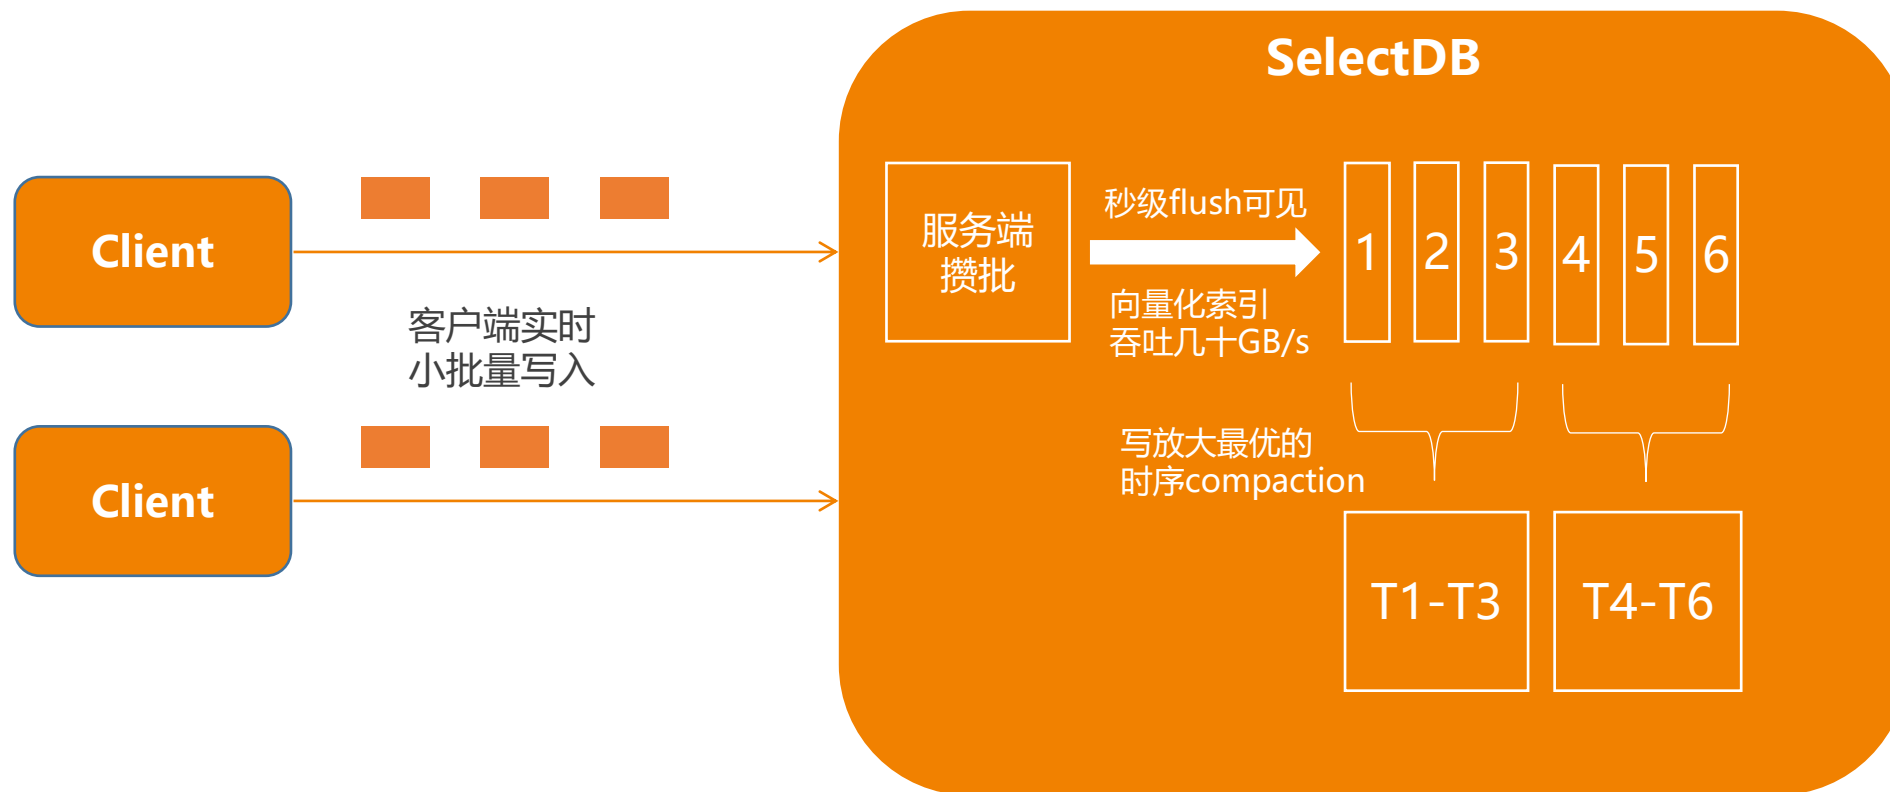 SelectDB
Client
客户端实时
小批量写入
Client
服务端
攒批
秒级flush可见
向量化索引
吞吐几十GB/s
1 2 3 4 5 6
写放大最优的
时序compaction
T1-T3
T4-T6